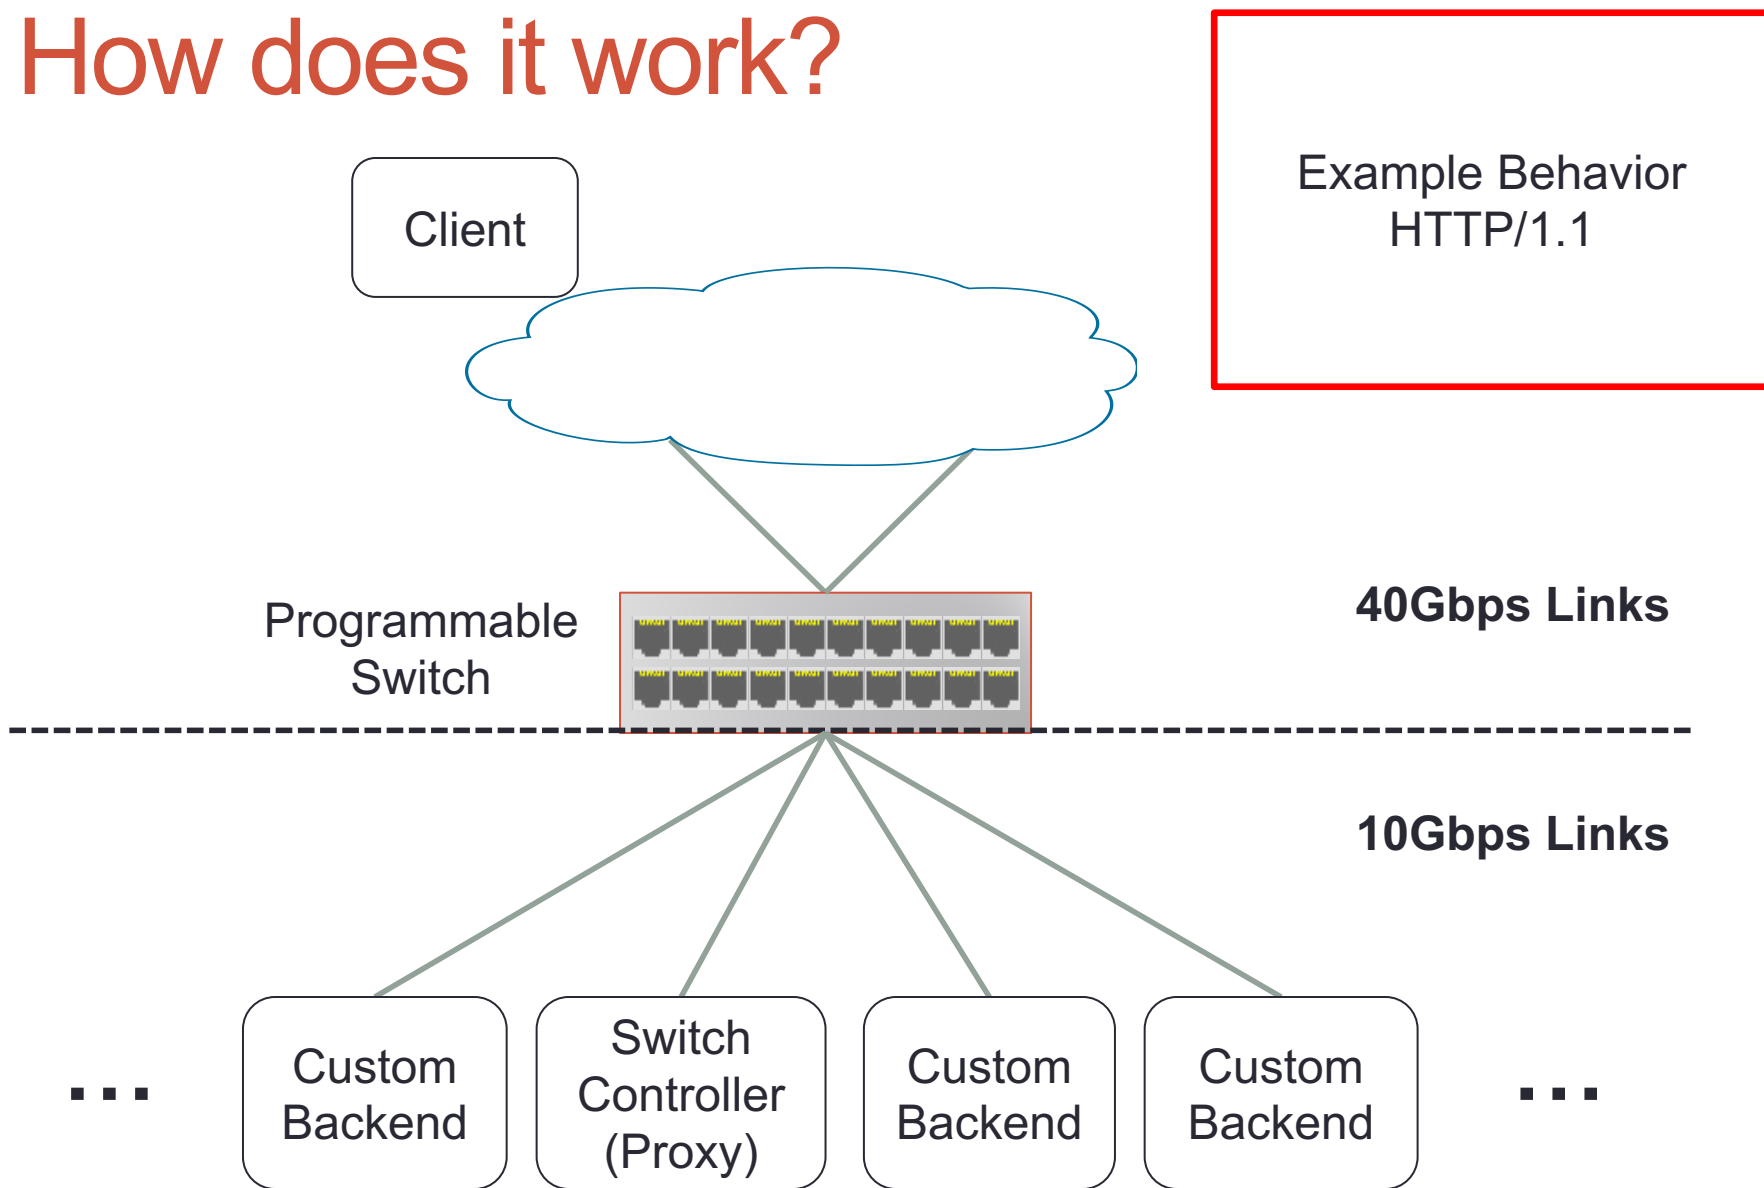 How does it work?
Example Behavior
HTTP/1.1
Client
Programmable
Switch
40Gbps Links
10Gbps Links
...
Custom
Backend
Switch
Controller
(Proxy)
Custom
Backend
Custom
Backend
...